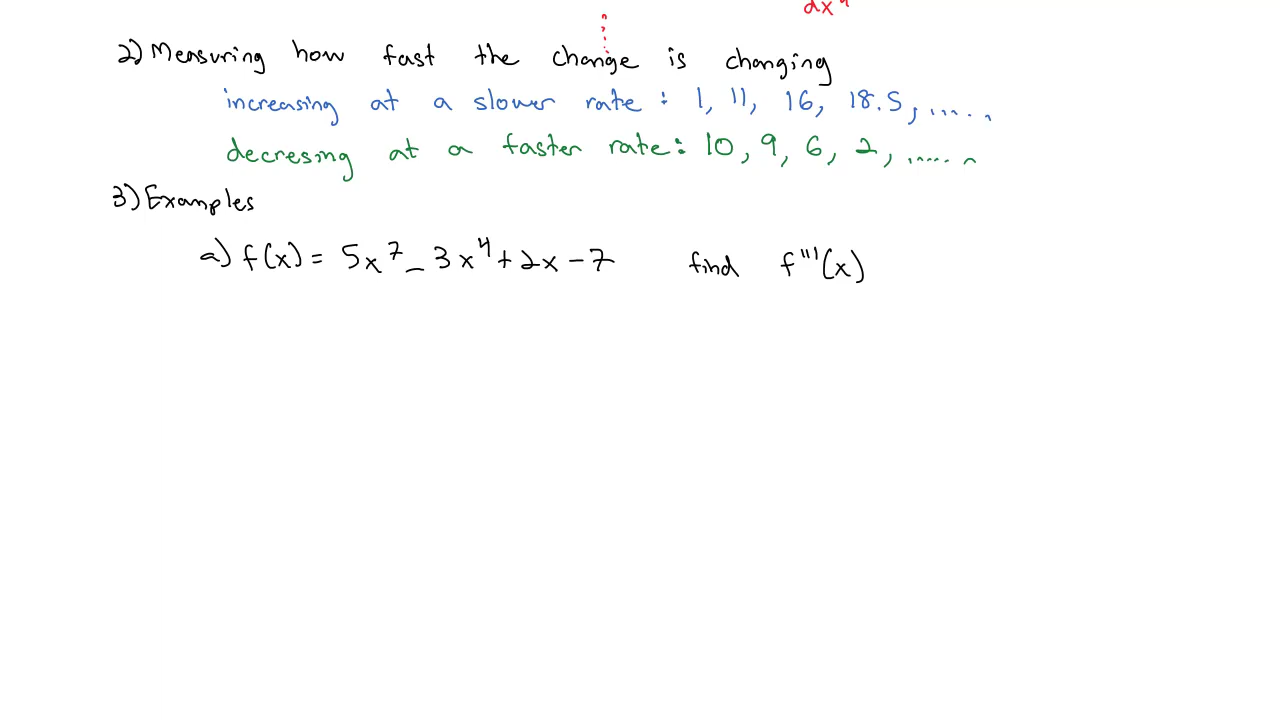 dx⁴
2) Measuring how fast the change is changing
increasing at a slower rate : 1, 11, 16, 18.5, .....
decresing at a faster rate: 10, 9, 6, 2, ......
3) Examples
a) f(x) = 5x⁷ - 3x⁴ + 2x - 7 find f'''(x)